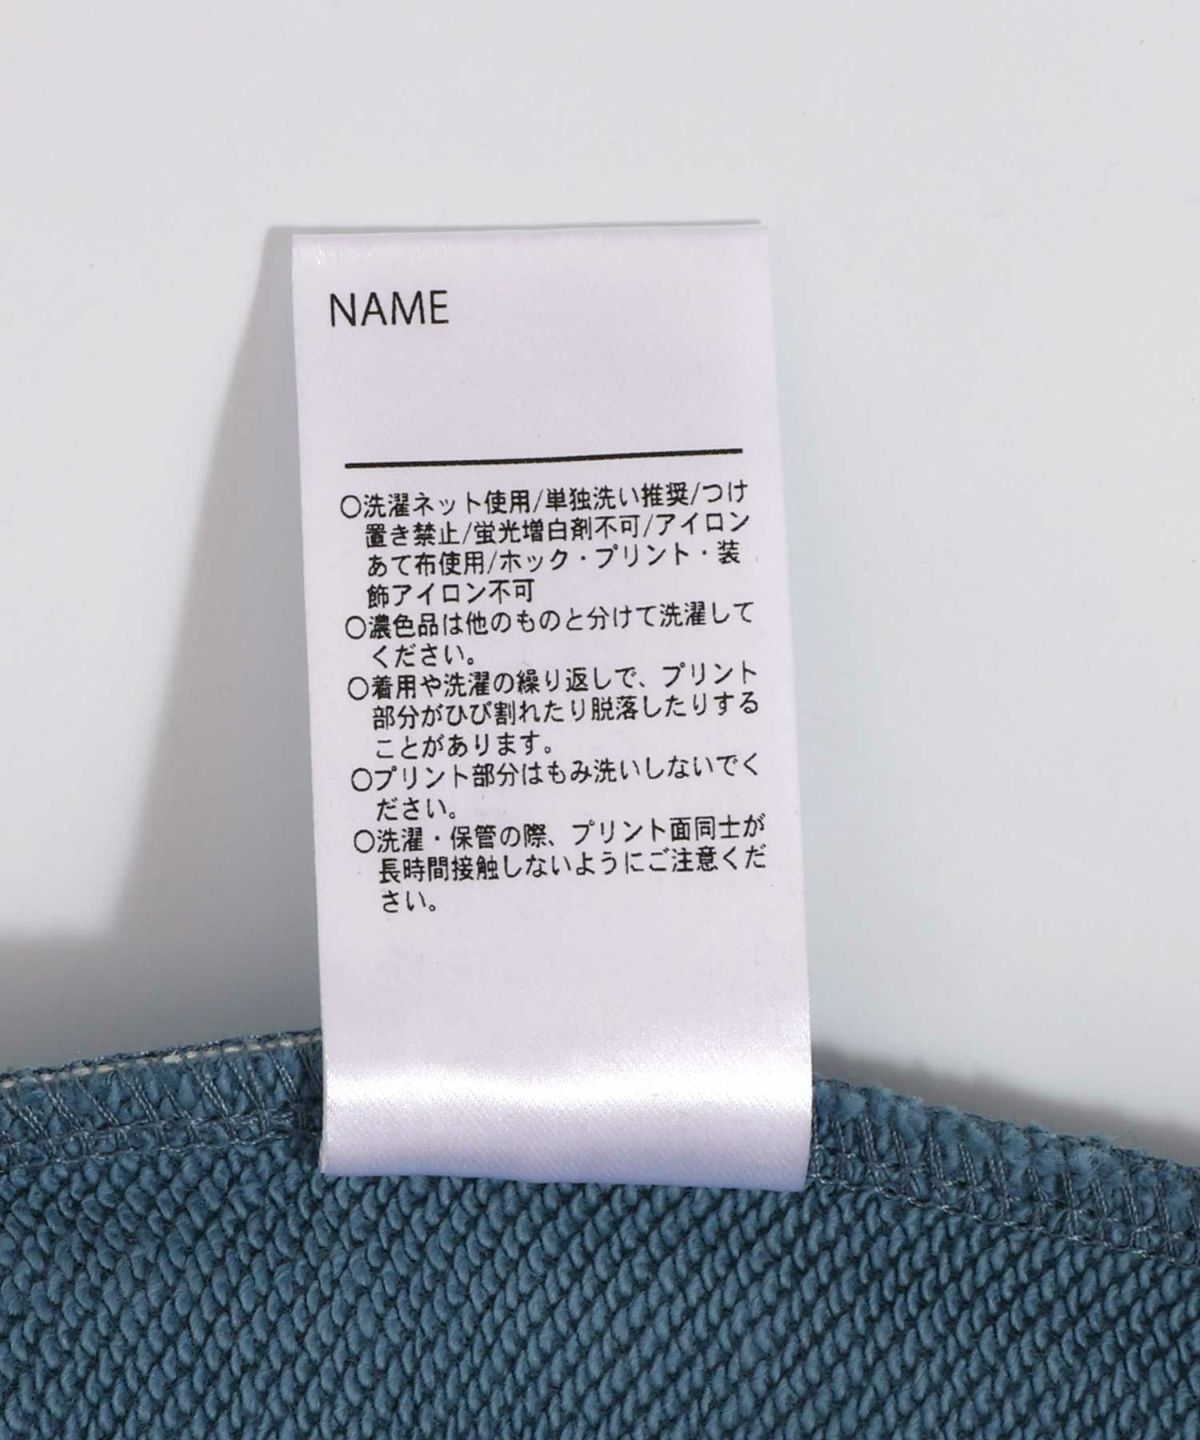 NAME
○洗濯ネット使用/単独洗い推奨/つけ
置き禁止/蛍光増白剤不可/アイロン
あて布使用/ホック・プリント・装
飾アイロン不可
○濃色品は他のものと分けて洗濯して
ください。
○着用や洗濯の繰り返しで、プリント
部分がひび割れたり脱落したりする
ことがあります。
○プリント部分はもみ洗いしないでく
ださい。
○洗濯・保管の際、プリント面同士が
長時間接触しないようにご注意くだ
さい。